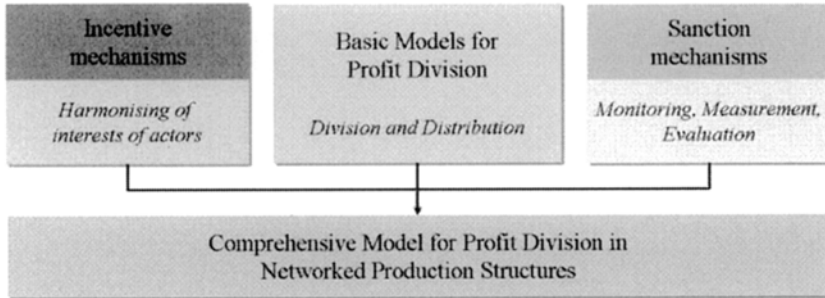 Incentive
mechanisms
Harmonising of
interests of actors
Basic Models for
Profit Division
Division and Distribution
Sanction
mechanisms
Monitoring, Measurement,
Evaluation
Comprehensive Model for Profit Division in
Networked Production Structures